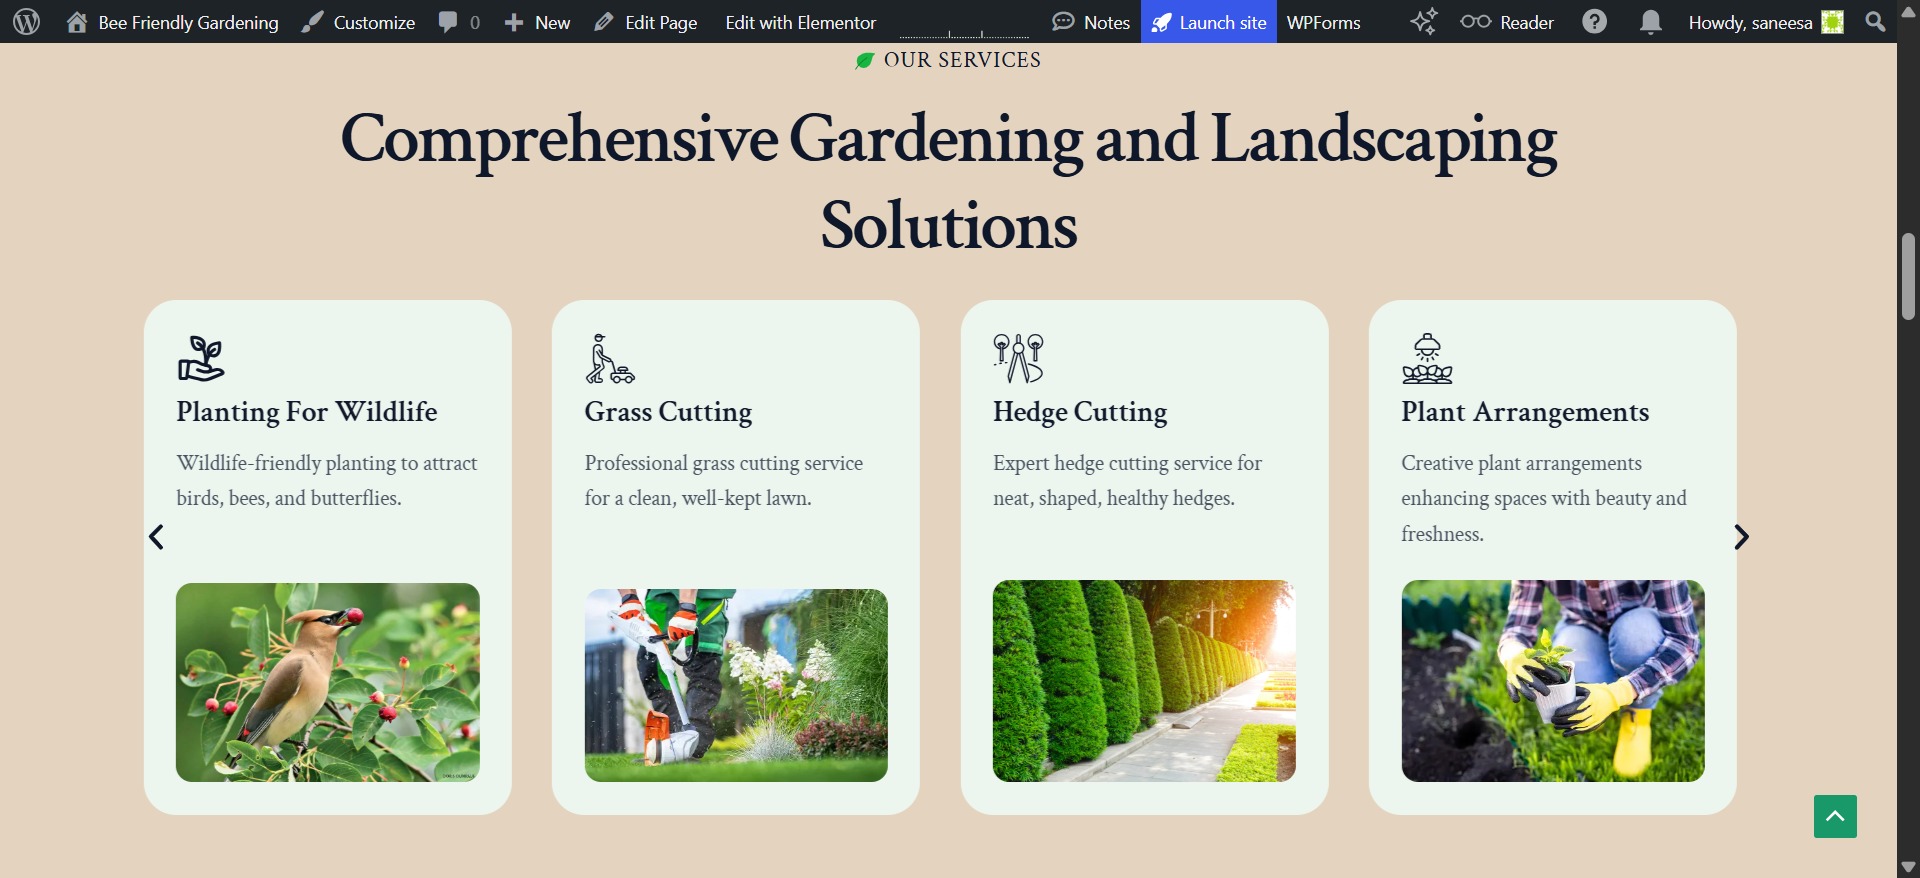 Bee Friendly Gardening Customize 0 New Edit Page Edit with Elementor Notes Launch site WPForms Reader Howdy, saneesa
OUR SERVICES
Comprehensive Gardening and Landscaping
Solutions
Planting For Wildlife
Wildlife-friendly planting to attract
birds, bees, and butterflies.
Grass Cutting
Professional grass cutting service
for a clean, well-kept lawn.
Hedge Cutting
Expert hedge cutting service for
neat, shaped, healthy hedges.
Plant Arrangements
Creative plant arrangements
enhancing spaces with beauty and
freshness.